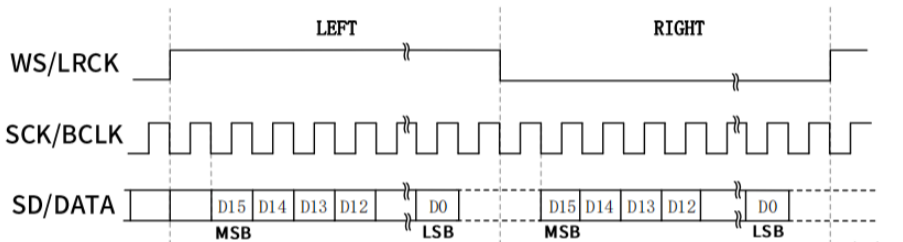 LEFT RIGHT
WS/LRCK
SCK/BCLK
SD/DATA D15 D14 D13 D12 D0 D15 D14 D13 D12 D0
MSB LSB MSB LSB